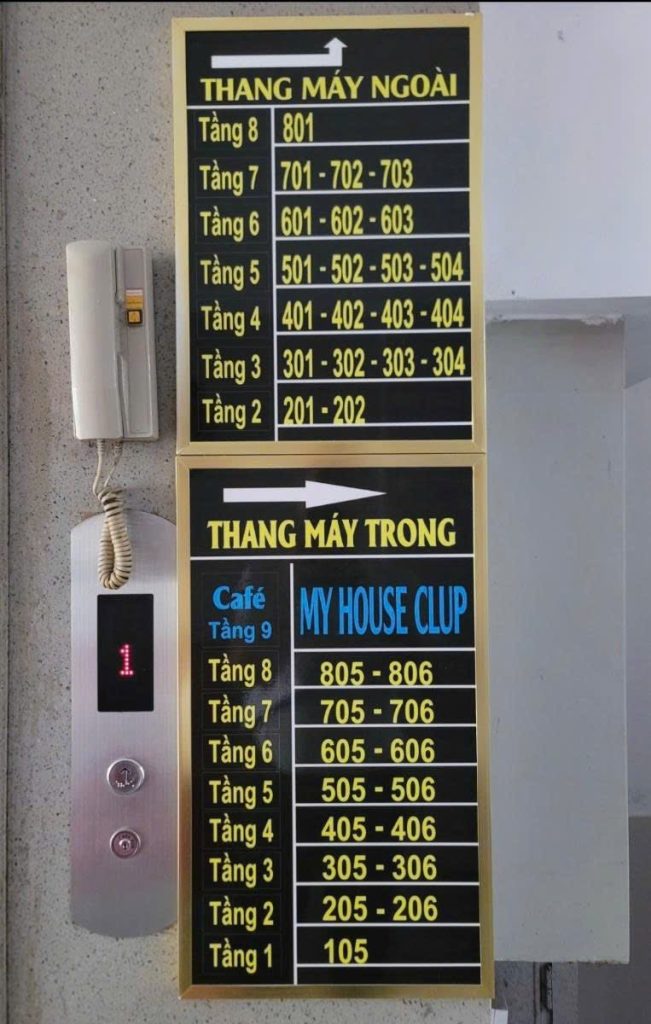 THANG MÁY NGOÀI
Tầng 8 801
Tầng 7 701 - 702 - 703
Tầng 6 601 - 602 - 603
Tầng 5 501 - 502 - 503 - 504
Tầng 4 401 - 402 - 403 - 404
Tầng 3 301 - 302 - 303 - 304
Tầng 2 201 - 202
THANG MÁY TRONG
Café
Tầng 9 MY HOUSE CLUP
Tầng 8 805 - 806
Tầng 7 705 - 706
Tầng 6 605 - 606
Tầng 5 505 - 506
Tầng 4 405 - 406
Tầng 3 305 - 306
Tầng 2 205 - 206
Tầng 1 105
1